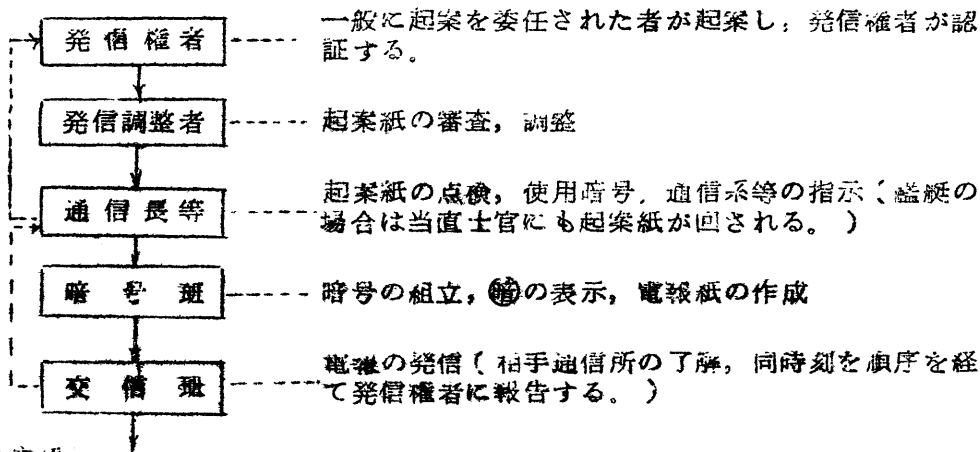 一般に起案を委任された者が起案し，発信権者が認
発信権者
証する。
発信調整者
起案紙の審査，調整
起案紙の点検，使用暗号，通信系等の指示（艦艇の
通信長等
場合は当直士官にも起案紙が回される。）
暗号班
暗号の組立，㊙の表示，電報紙の作成
電報の発信（相手通信所の了解，同時刻を順序を経
交信班
て発信権者に報告する。）